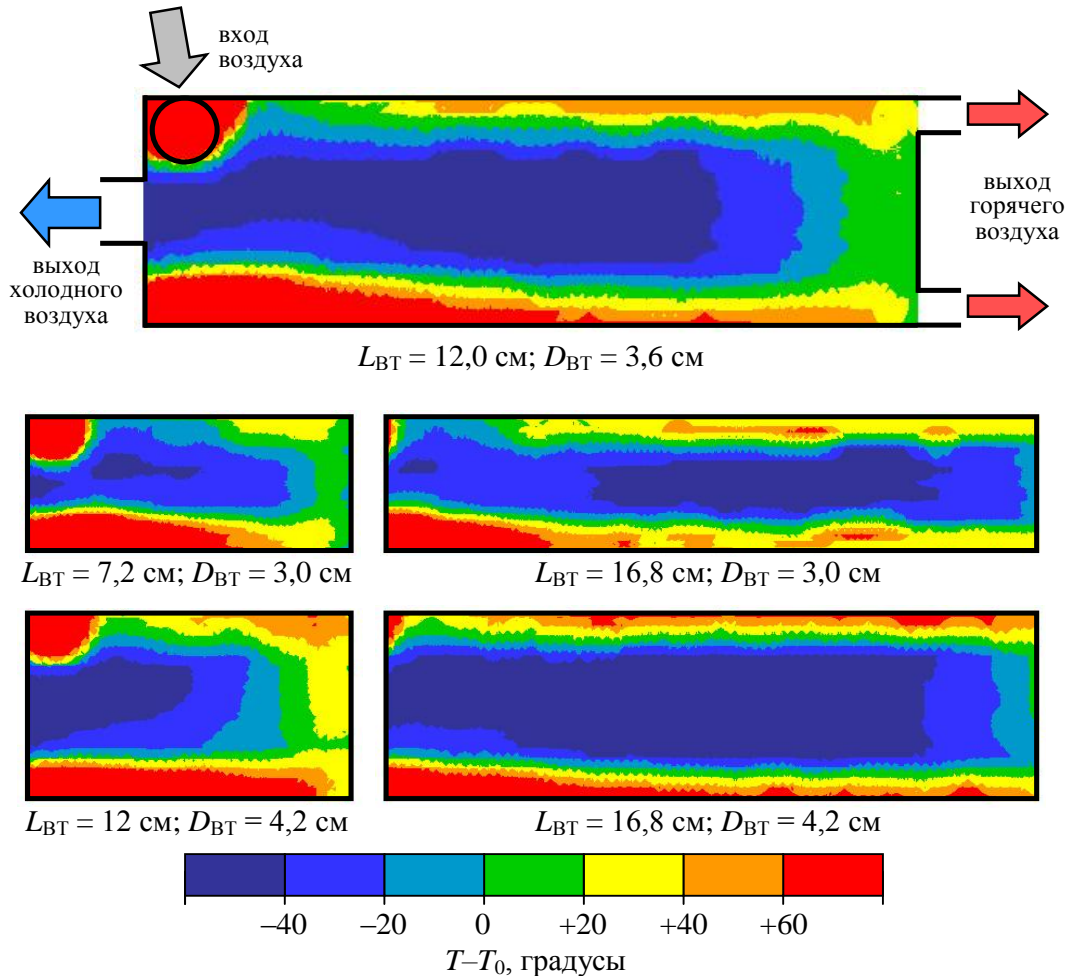 вход
воздуха
выход
холодного
воздуха
выход
горячего
воздуха
LВТ = 12,0 см; DВТ = 3,6 см
LВТ = 7,2 см; DВТ = 3,0 см
LВТ = 16,8 см; DВТ = 3,0 см
LВТ = 12 см; DВТ = 4,2 см
LВТ = 16,8 см; DВТ = 4,2 см
–40 –20 0 +20 +40 +60
T–T0, градусы